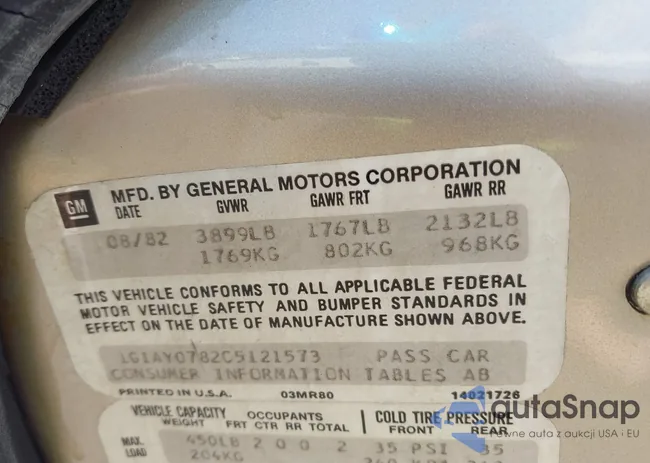 GM MFD. BY GENERAL MOTORS CORPORATION
DATE GVWR GAWR FRT GAWR RR
08/82 3899LB 1767LB 2132LB
1769KG 802KG 968KG
THIS VEHICLE CONFORMS TO ALL APPLICABLE FEDERAL
MOTOR VEHICLE SAFETY AND BUMPER STANDARDS IN
EFFECT ON THE DATE OF MANUFACTURE SHOWN ABOVE.
1G1AY0782C5121573 PASS CAR
CONSUMER INFORMATION TABLES AB
PRINTED IN U.S.A. 03MR80 14021726
VEHICLE CAPACITY OCCUPANTS COLD TIRE PRESSURE
WEIGHT FRT CTR RR TOTAL FRONT REAR
MAX. LOAD 450LB 2 0 0 2 35 PSI 35
204KG
autoSnap
Pewne auta z aukcji USA i EU